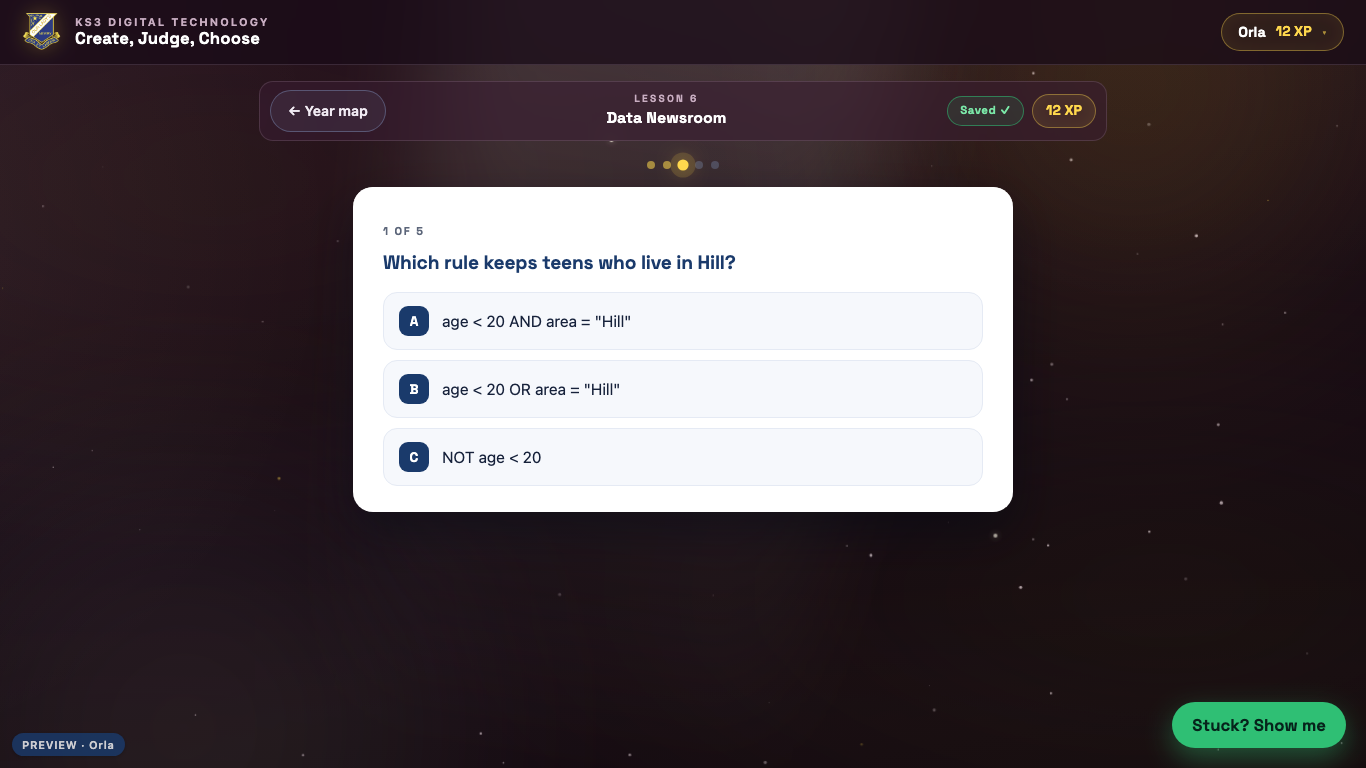 KS3 DIGITAL TECHNOLOGY
Create, Judge, Choose
Orla 12 XP
← Year map
LESSON 6
Data Newsroom
Saved ✓
12 XP
1 OF 5
Which rule keeps teens who live in Hill?
A age < 20 AND area = "Hill"
B age < 20 OR area = "Hill"
C NOT age < 20
Stuck? Show me
PREVIEW · Orla